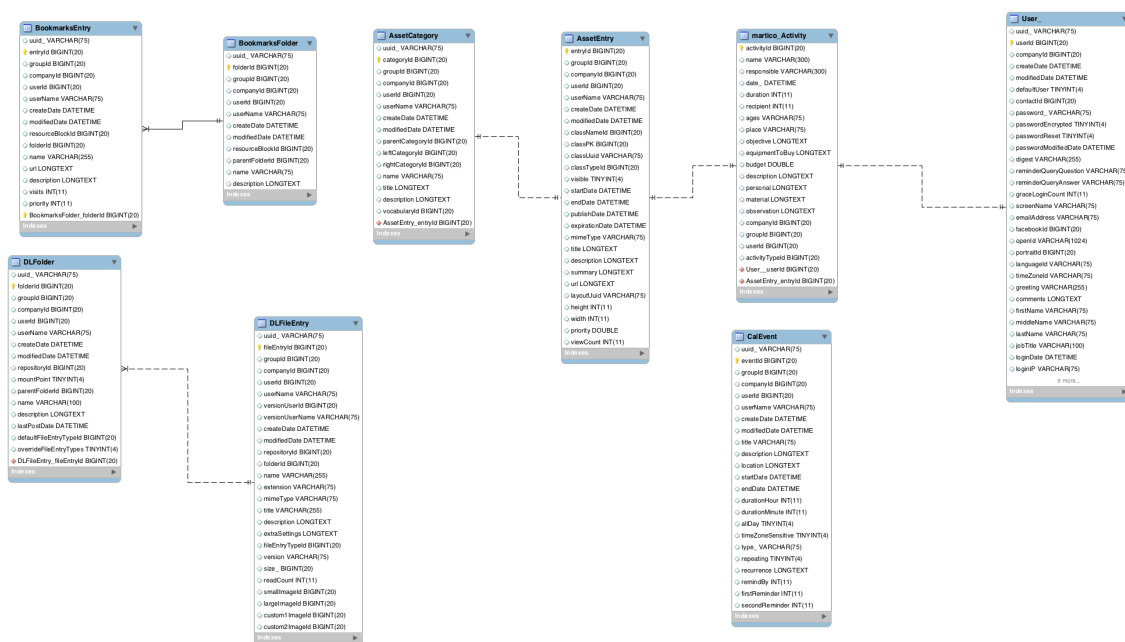 BookmarksEntry
uuid_ VARCHAR(75)
entryId BIGINT(20)
groupId BIGINT(20)
companyId BIGINT(20)
userId BIGINT(20)
userName VARCHAR(75)
createDate DATETIME
modifiedDate DATETIME
resourceBlockId BIGINT(20)
folderId BIGINT(20)
name VARCHAR(255)
url LONGTEXT
description LONGTEXT
visits INT(11)
priority INT(11)
BookmarksFolder_folderId BIGINT(20)
Indexes
BookmarksFolder
uuid_ VARCHAR(75)
folderId BIGINT(20)
groupId BIGINT(20)
companyId BIGINT(20)
userId BIGINT(20)
userName VARCHAR(75)
createDate DATETIME
modifiedDate DATETIME
resourceBlockId BIGINT(20)
parentFolderId BIGINT(20)
name VARCHAR(75)
description LONGTEXT
Indexes
AssetCategory
uuid_ VARCHAR(75)
categoryId BIGINT(20)
groupId BIGINT(20)
companyId BIGINT(20)
userId BIGINT(20)
userName VARCHAR(75)
createDate DATETIME
modifiedDate DATETIME
parentCategoryId BIGINT(20)
leftCategoryId BIGINT(20)
rightCategoryId BIGINT(20)
name VARCHAR(75)
title LONGTEXT
description LONGTEXT
vocabularyId BIGINT(20)
AssetEntry_entryId BIGINT(20)
Indexes
AssetEntry
entryId BIGINT(20)
groupId BIGINT(20)
companyId BIGINT(20)
userId BIGINT(20)
userName VARCHAR(75)
createDate DATETIME
modifiedDate DATETIME
classNameId BIGINT(20)
classPK BIGINT(20)
classUuid VARCHAR(75)
classTypeId BIGINT(20)
visible TINYINT(4)
startDate DATETIME
endDate DATETIME
publishDate DATETIME
expirationDate DATETIME
mimeType VARCHAR(75)
title LONGTEXT
description LONGTEXT
summary LONGTEXT
url LONGTEXT
layoutUuid VARCHAR(75)
height INT(11)
width INT(11)
priority DOUBLE
viewCount INT(11)
Indexes
martico_Activity
activityId BIGINT(20)
name VARCHAR(300)
responsible VARCHAR(300)
date_ DATETIME
duration INT(11)
recipient INT(11)
ages VARCHAR(75)
place VARCHAR(75)
objective LONGTEXT
equipmentToBuy LONGTEXT
budget DOUBLE
description LONGTEXT
personal LONGTEXT
material LONGTEXT
observation LONGTEXT
companyId BIGINT(20)
groupId BIGINT(20)
userId BIGINT(20)
activityTypeId BIGINT(20)
User__userId BIGINT(20)
AssetEntry_entryId BIGINT(20)
Indexes
User_
uuid_ VARCHAR(75)
userId BIGINT(20)
companyId BIGINT(20)
createDate DATETIME
modifiedDate DATETIME
defaultUser TINYINT(4)
contactId BIGINT(20)
password_ VARCHAR(75)
passwordEncrypted TINYINT(4)
passwordReset TINYINT(4)
passwordModifiedDate DATETIME
digest VARCHAR(255)
reminderQueryQuestion VARCHAR(75
reminderQueryAnswer VARCHAR(75)
graceLoginCount INT(11)
screenName VARCHAR(75)
emailAddress VARCHAR(75)
facebookId BIGINT(20)
openId VARCHAR(1024)
portraitId BIGINT(20)
languageId VARCHAR(75)
timeZoneId VARCHAR(75)
greeting VARCHAR(255)
comments LONGTEXT
firstName VARCHAR(75)
middleName VARCHAR(75)
lastName VARCHAR(75)
jobTitle VARCHAR(100)
loginDate DATETIME
loginIP VARCHAR(75)
more...
Indexes
DLFolder
uuid_ VARCHAR(75)
folderId BIGINT(20)
groupId BIGINT(20)
companyId BIGINT(20)
userId BIGINT(20)
userName VARCHAR(75)
createDate DATETIME
modifiedDate DATETIME
repositoryId BIGINT(20)
mountPoint TINYINT(4)
parentFolderId BIGINT(20)
name VARCHAR(100)
description LONGTEXT
lastPostDate DATETIME
defaultFileEntryTypeId BIGINT(20)
overrideFileEntryTypes TINYINT(4)
DLFileEntry_fileEntryId BIGINT(20)
Indexes
DLFileEntry
uuid_ VARCHAR(75)
fileEntryId BIGINT(20)
groupId BIGINT(20)
companyId BIGINT(20)
userId BIGINT(20)
userName VARCHAR(75)
versionUserId BIGINT(20)
versionUserName VARCHAR(75)
createDate DATETIME
modifiedDate DATETIME
repositoryId BIGINT(20)
folderId BIGINT(20)
name VARCHAR(255)
extension VARCHAR(75)
mimeType VARCHAR(75)
title VARCHAR(255)
description LONGTEXT
extraSettings LONGTEXT
fileEntryTypeId BIGINT(20)
version VARCHAR(75)
size_ BIGINT(20)
readCount INT(11)
smallImageId BIGINT(20)
largeImageId BIGINT(20)
custom1ImageId BIGINT(20)
custom2ImageId BIGINT(20)
Indexes
CalEvent
uuid_ VARCHAR(75)
eventId BIGINT(20)
groupId BIGINT(20)
companyId BIGINT(20)
userId BIGINT(20)
userName VARCHAR(75)
createDate DATETIME
modifiedDate DATETIME
title VARCHAR(75)
description LONGTEXT
location LONGTEXT
startDate DATETIME
endDate DATETIME
durationHour INT(11)
durationMinute INT(11)
allDay TINYINT(4)
timeZoneSensitive TINYINT(4)
type_ VARCHAR(75)
repeating TINYINT(4)
recurrence LONGTEXT
remindBy INT(11)
firstReminder INT(11)
secondReminder INT(11)
Indexes